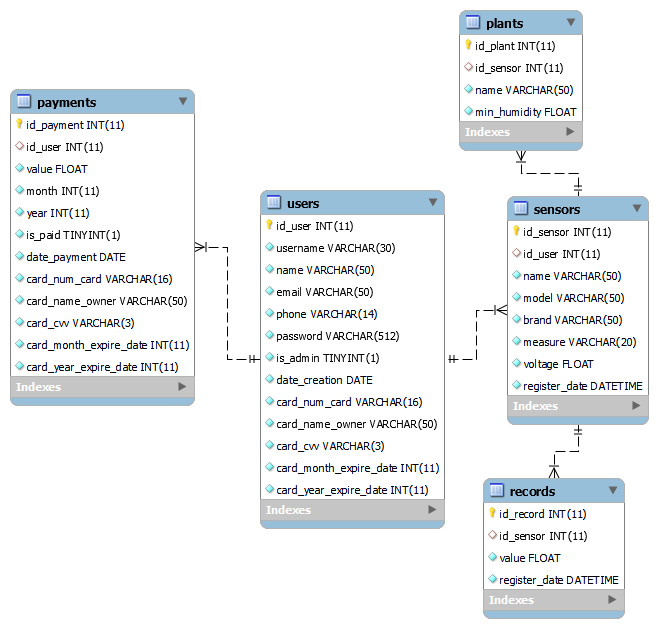 plants
id_plant INT(11)
id_sensor INT(11)
name VARCHAR(50)
min_humidity FLOAT
Indexes
payments
id_payment INT(11)
id_user INT(11)
value FLOAT
month INT(11)
year INT(11)
is_paid TINYINT(1)
date_payment DATE
card_num_card VARCHAR(16)
card_name_owner VARCHAR(50)
card_cvv VARCHAR(3)
card_month_expire_date INT(11)
card_year_expire_date INT(11)
Indexes
users
id_user INT(11)
username VARCHAR(30)
name VARCHAR(50)
email VARCHAR(50)
phone VARCHAR(14)
password VARCHAR(512)
is_admin TINYINT(1)
date_creation DATE
card_num_card VARCHAR(16)
card_name_owner VARCHAR(50)
card_cvv VARCHAR(3)
card_month_expire_date INT(11)
card_year_expire_date INT(11)
Indexes
sensors
id_sensor INT(11)
id_user INT(11)
name VARCHAR(50)
model VARCHAR(50)
brand VARCHAR(50)
measure VARCHAR(20)
voltage FLOAT
register_date DATETIME
Indexes
records
id_record INT(11)
id_sensor INT(11)
value FLOAT
register_date DATETIME
Indexes